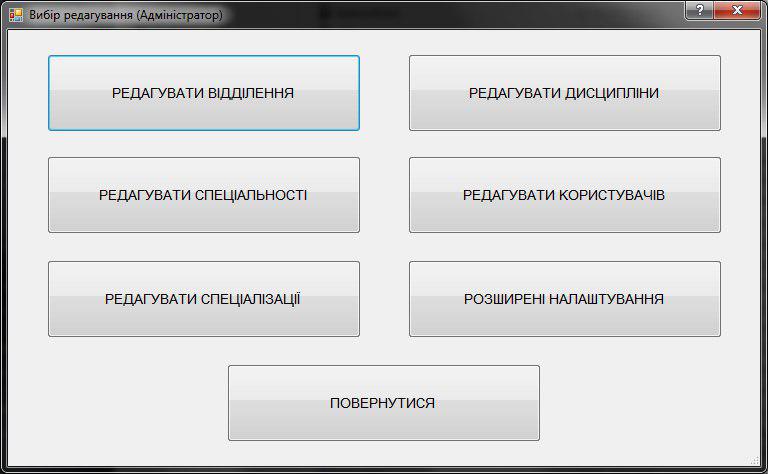 Вибір редагування (Адміністратор)
РЕДАГУВАТИ ВІДДІЛЕННЯ
РЕДАГУВАТИ ДИСЦИПЛІНИ
РЕДАГУВАТИ СПЕЦІАЛЬНОСТІ
РЕДАГУВАТИ КОРИСТУВАЧІВ
РЕДАГУВАТИ СПЕЦІАЛІЗАЦІЇ
РОЗШИРЕНІ НАЛАШТУВАННЯ
ПОВЕРНУТИСЯ